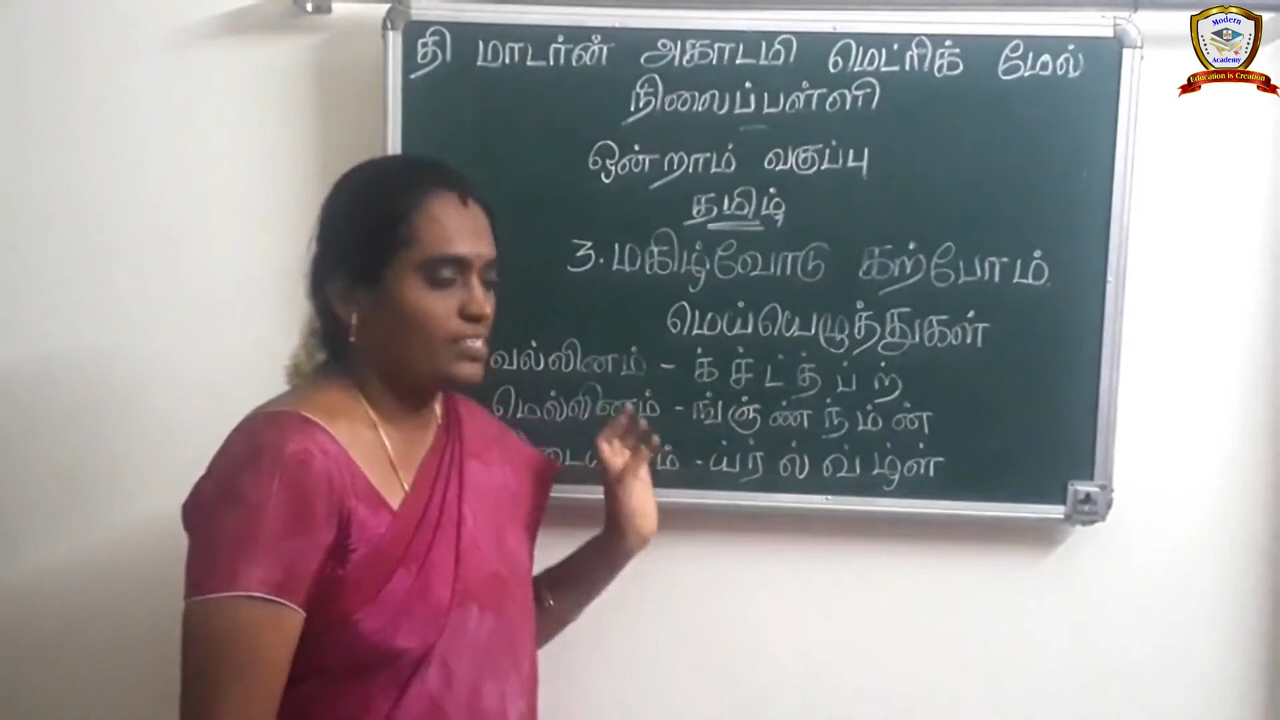 தி மாடர்ன் அகாடமி மெட்ரிக் மேல்
நிலைப்பள்ளி
ஒன்றாம் வகுப்பு
தமிழ்
3. மகிழ்வோடு கற்போம்.
மெய்யெழுத்துகள்
வல்லினம் - க் ச் ட் த் ப் ற்
மெல்லினம் - ங் ஞ் ண் ந் ம் ன்
- ய் ர் ல் வ் ழ் ள்
Modern
Academy
Education is Creation